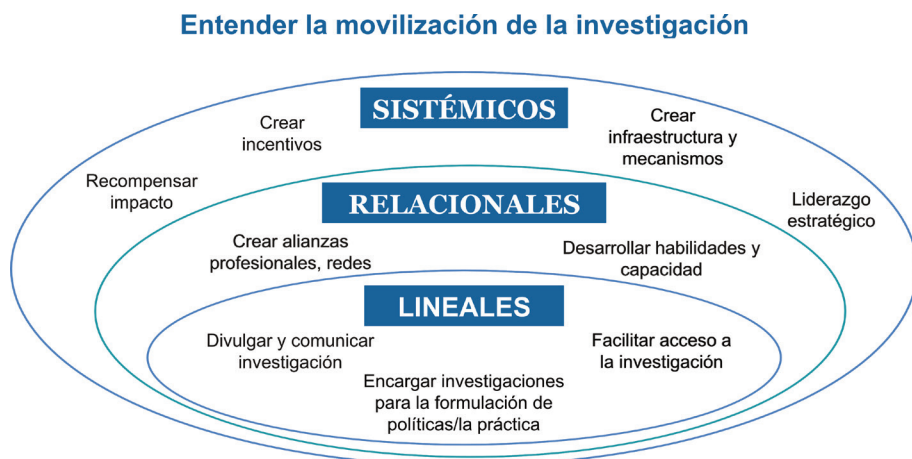 Entender la movilización de la investigación
SISTÉMICOS
Crear
incentivos
Crear
infraestructura y
mecanismos
Recompensar
impacto
Liderazgo
estratégico
RELACIONALES
Crear alianzas
profesionales, redes
Desarrollar habilidades y
capacidad
LINEALES
Divulgar y comunicar
investigación
Facilitar acceso a
la investigación
Encargar investigaciones
para la formulación de
políticas/la práctica